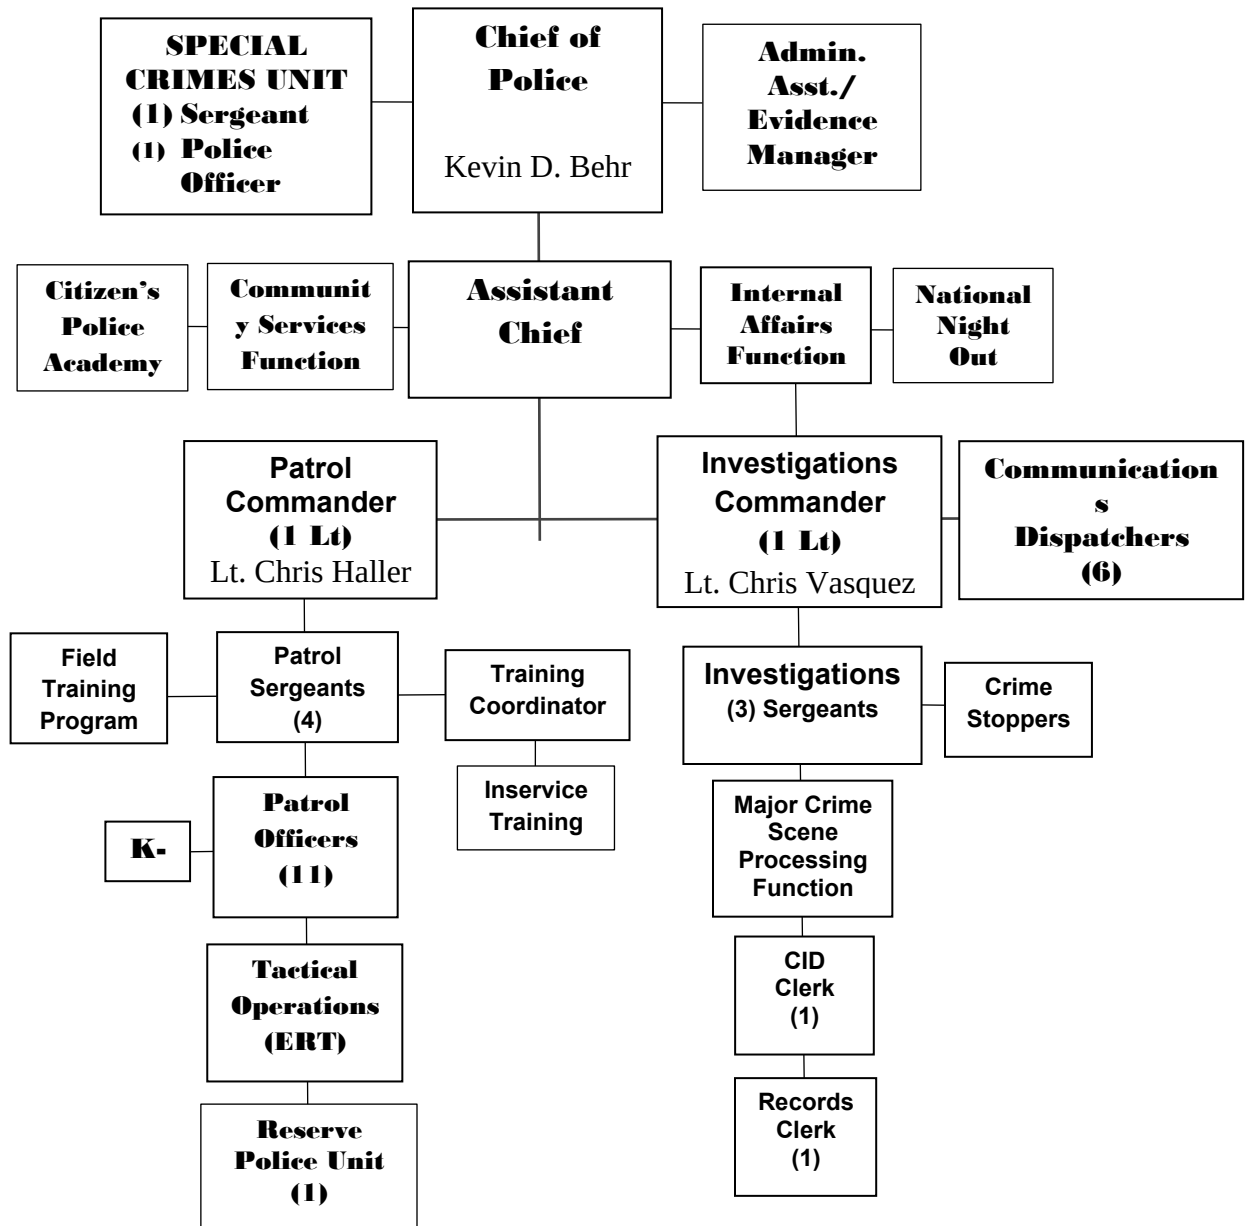 SPECIAL
CRIMES UNIT
(1) Sergeant
(1) Police
Officer
Chief of
Police
Kevin D. Behr
Admin.
Asst./
Evidence
Manager
Citizen's
Police
Academy
Communit
y Services
Function
Assistant
Chief
Internal
Affairs
Function
National
Night
Out
Patrol
Commander
(1 Lt)
Lt. Chris Haller
Investigations
Commander
(1 Lt)
Lt. Chris Vasquez
Communication
s
Dispatchers
(6)
Field
Training
Program
Patrol
Sergeants
(4)
Training
Coordinator
Investigations
(3) Sergeants
Crime
Stoppers
Inservice
Training
K-
Patrol
Officers
(11)
Major Crime
Scene
Processing
Function
Tactical
Operations
(ERT)
CID
Clerk
(1)
Reserve
Police Unit
(1)
Records
Clerk
(1)